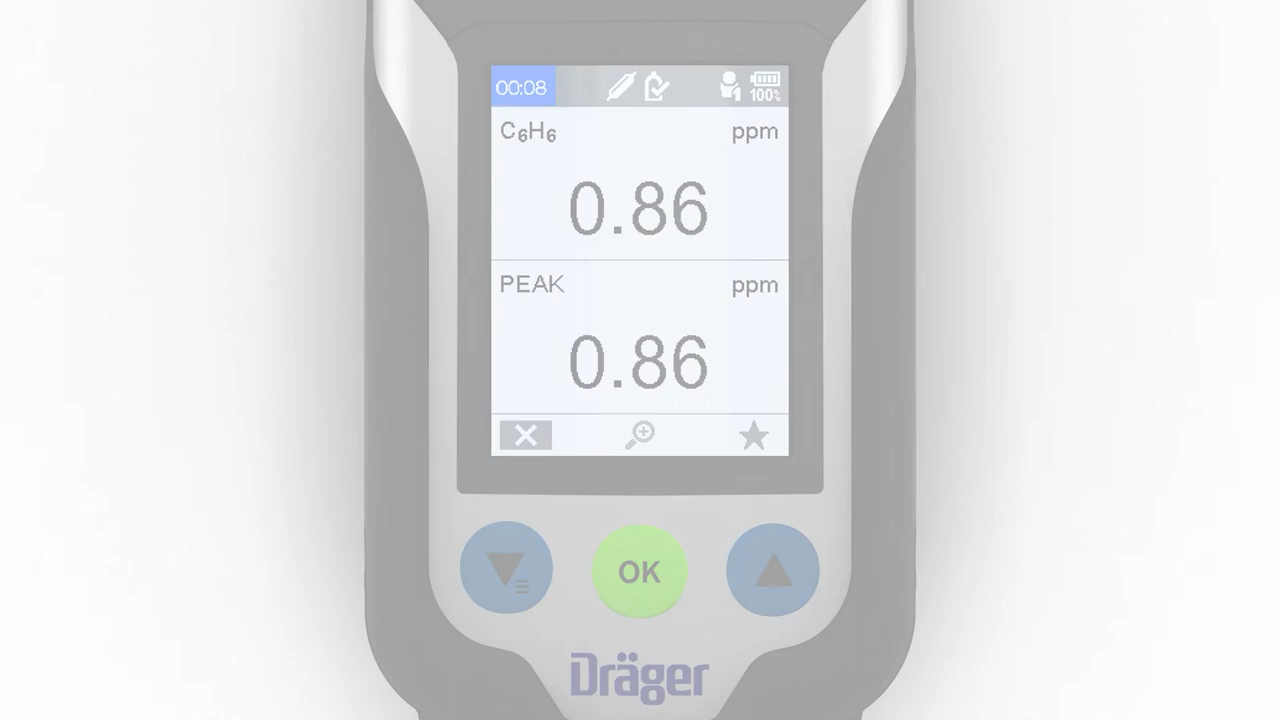 00:08
100%
C₆H₆ ppm
0.86
PEAK ppm
0.86
OK
Dräger